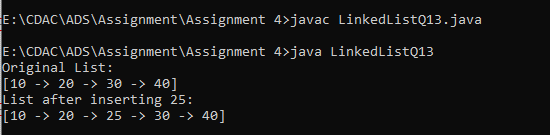 E:\CDAC\ADS\Assignment\Assignment 4>javac LinkedListQ13.java
E:\CDAC\ADS\Assignment\Assignment 4>java LinkedListQ13
Original List:
[10 -> 20 -> 30 -> 40]
List after inserting 25:
[10 -> 20 -> 25 -> 30 -> 40]